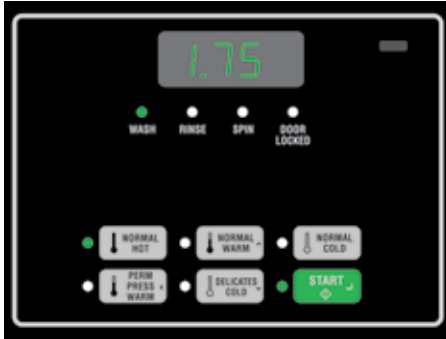 1.75
WASH RINSE SPIN DOOR
LOCKED
NORMAL
HOT
NORMAL
WARM
NORMAL
COLD
PERM
PRESS
WARM
DELICATES
COLD
START